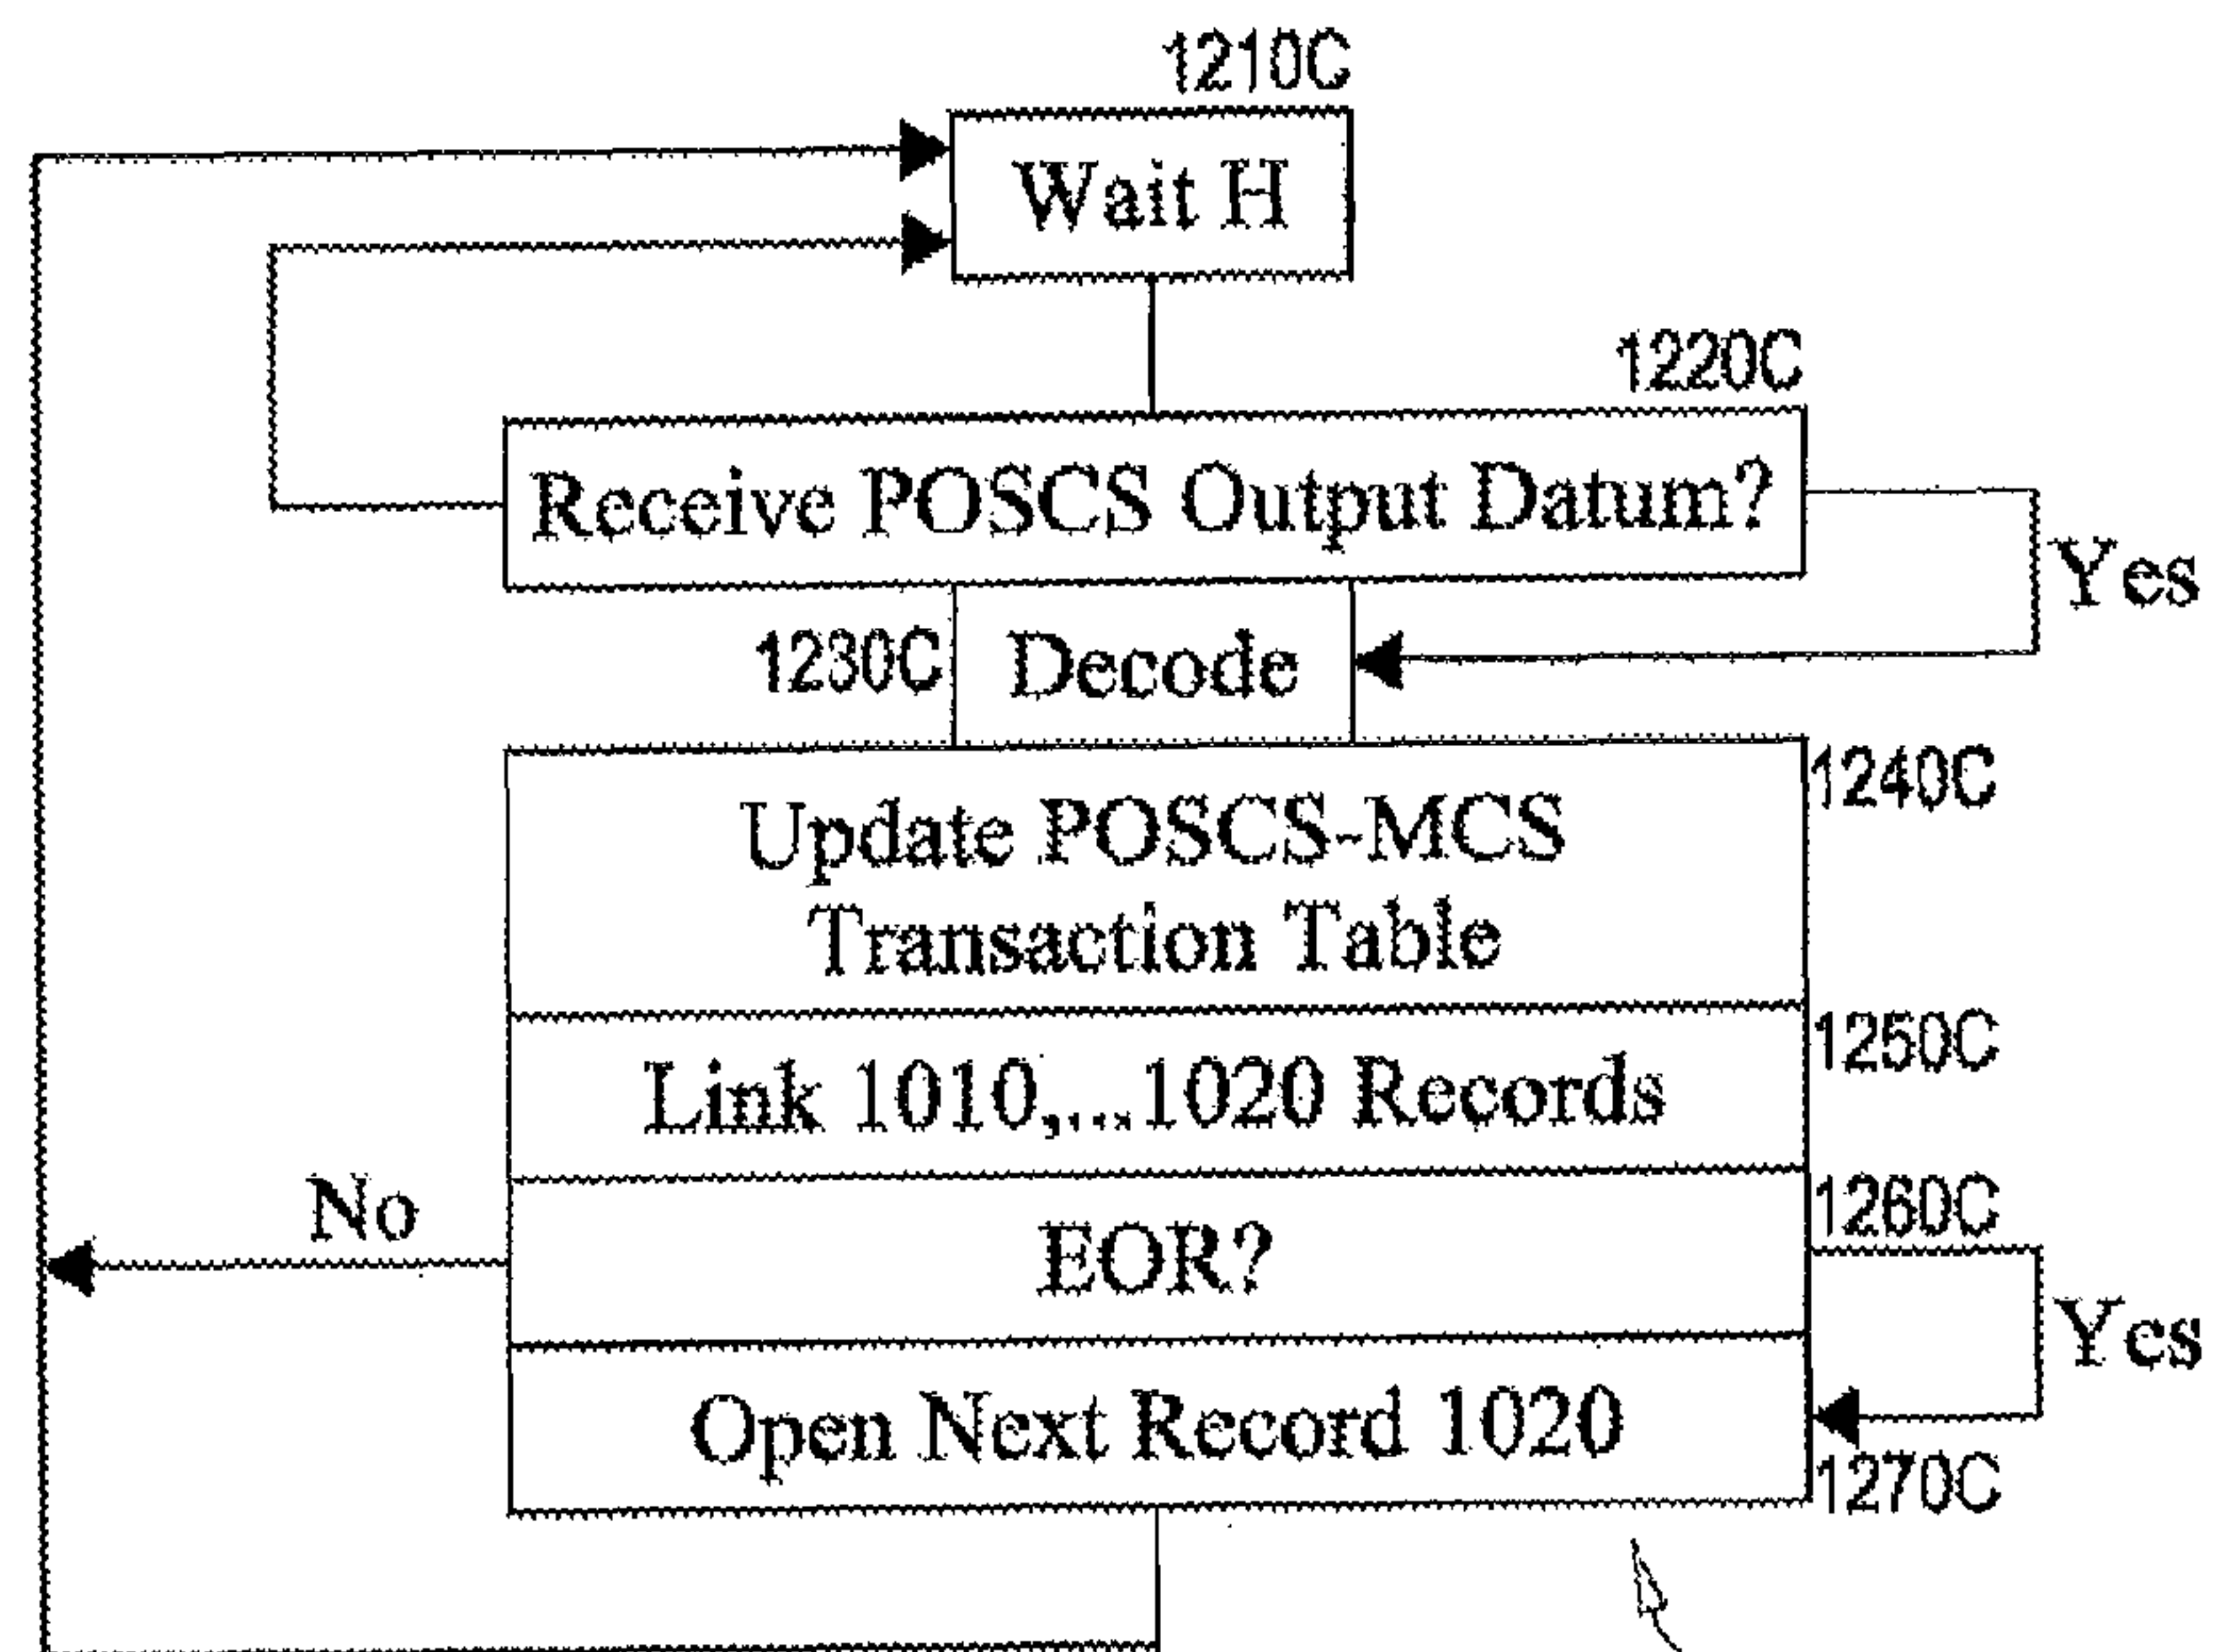 1210C
Wait H
1220C
Receive POSCS Output Datum?
Yes
1230C
Decode
1240C
Update POSCS-MCS
Transaction Table
1250C
Link 1010,...1020 Records
No
1260C
EOR?
Yes
Open Next Record 1020
1270C